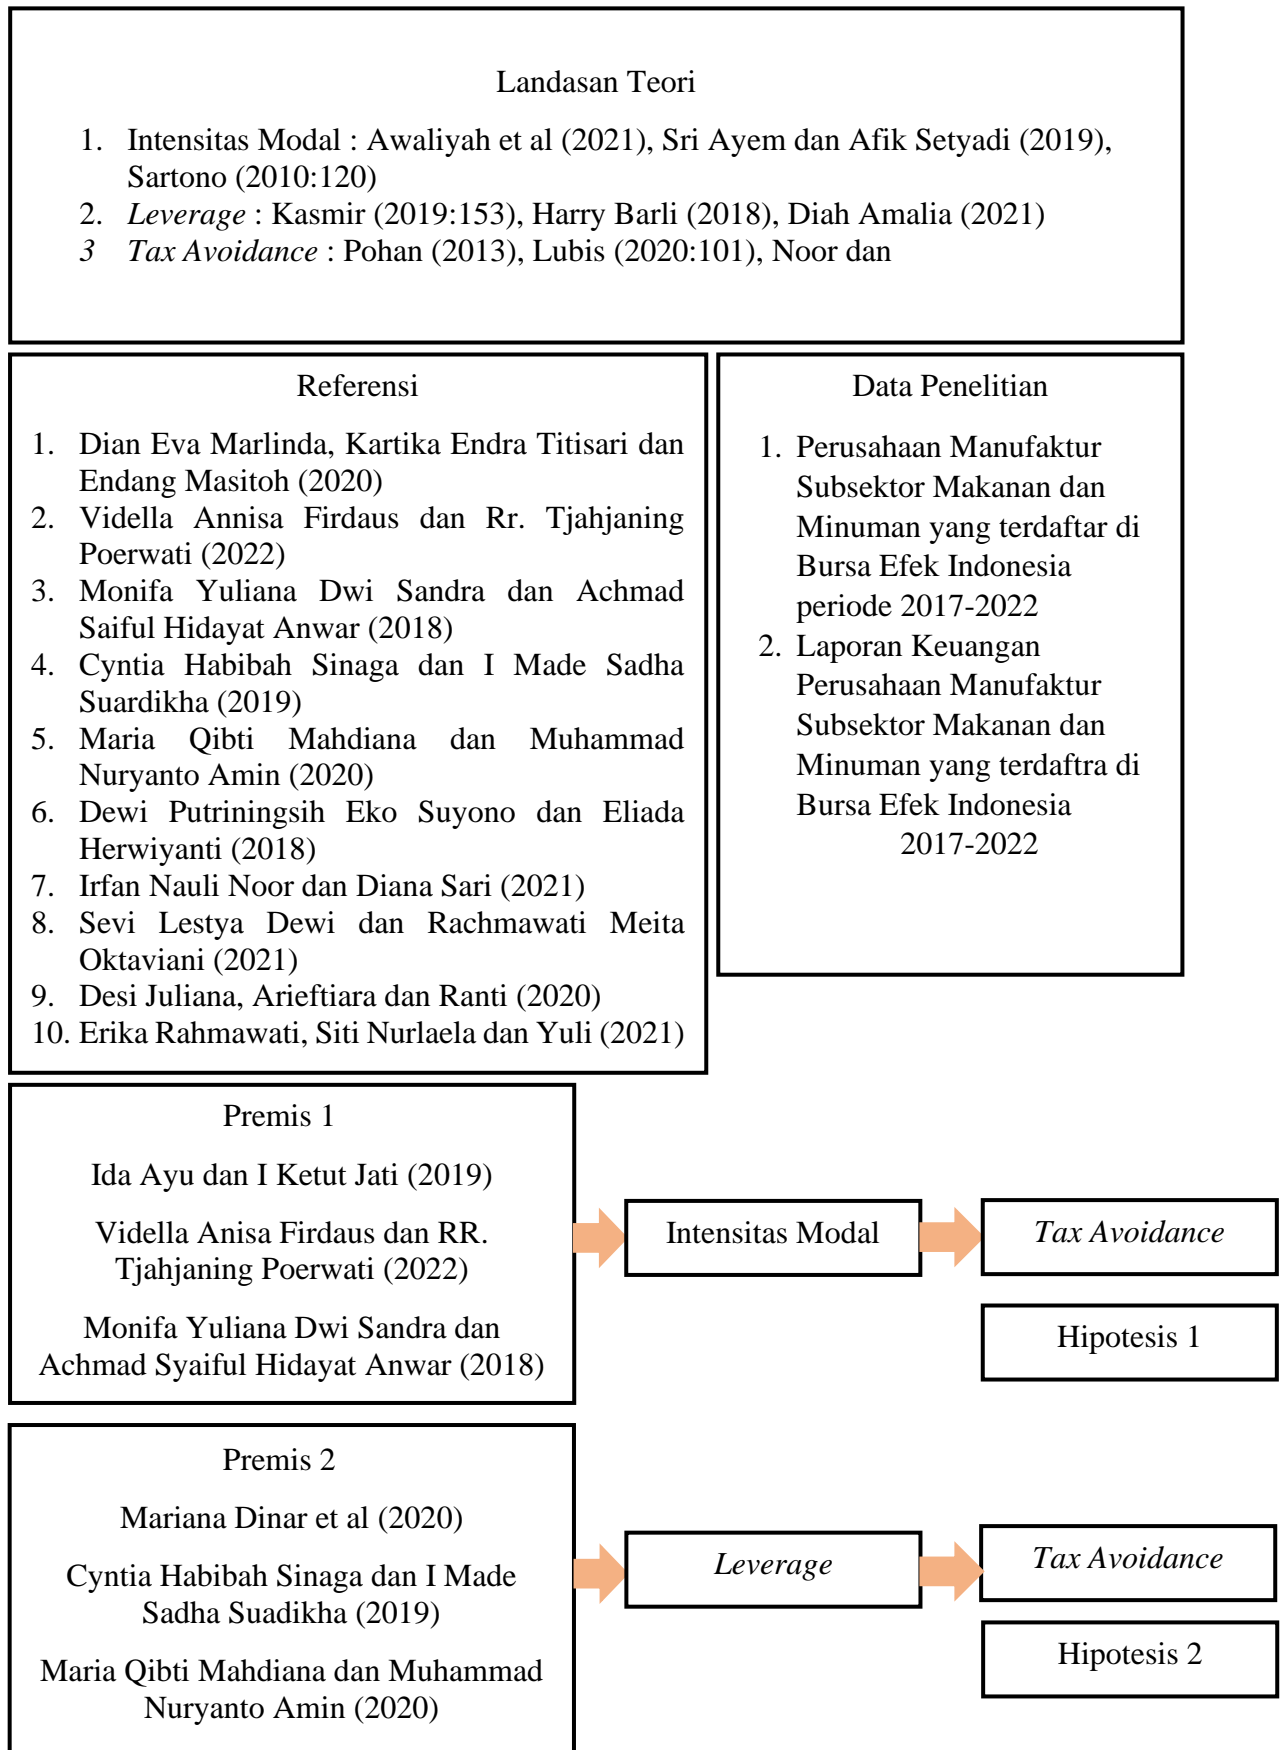 Landasan Teori
1. Intensitas Modal : Awaliyah et al (2021), Sri Ayem dan Afik Setyadi (2019),
Sartono (2010:120)
2. Leverage : Kasmir (2019:153), Harry Barli (2018), Diah Amalia (2021)
3 Tax Avoidance : Pohan (2013), Lubis (2020:101), Noor dan
Referensi
1. Dian Eva Marlinda, Kartika Endra Titisari dan
Endang Masitoh (2020)
2. Vidella Annisa Firdaus dan Rr. Tjahjaning
Poerwati (2022)
3. Monifa Yuliana Dwi Sandra dan Achmad
Saiful Hidayat Anwar (2018)
4. Cyntia Habibah Sinaga dan I Made Sadha
Suardikha (2019)
5. Maria Qibti Mahdiana dan Muhammad
Nuryanto Amin (2020)
6. Dewi Putriningsih Eko Suyono dan Eliada
Herwiyanti (2018)
7. Irfan Nauli Noor dan Diana Sari (2021)
8. Sevi Lestya Dewi dan Rachmawati Meita
Oktaviani (2021)
9. Desi Juliana, Arieftiara dan Ranti (2020)
10. Erika Rahmawati, Siti Nurlaela dan Yuli (2021)
Data Penelitian
1. Perusahaan Manufaktur
Subsektor Makanan dan
Minuman yang terdaftar di
Bursa Efek Indonesia
periode 2017-2022
2. Laporan Keuangan
Perusahaan Manufaktur
Subsektor Makanan dan
Minuman yang terdaftra di
Bursa Efek Indonesia
2017-2022
Premis 1
Ida Ayu dan I Ketut Jati (2019)
Vidella Anisa Firdaus dan RR.
Tjahjaning Poerwati (2022)
Monifa Yuliana Dwi Sandra dan
Achmad Syaiful Hidayat Anwar (2018)
Intensitas Modal
Tax Avoidance
Hipotesis 1
Premis 2
Mariana Dinar et al (2020)
Cyntia Habibah Sinaga dan I Made
Sadha Suadikha (2019)
Maria Qibti Mahdiana dan Muhammad
Nuryanto Amin (2020)
Leverage
Tax Avoidance
Hipotesis 2